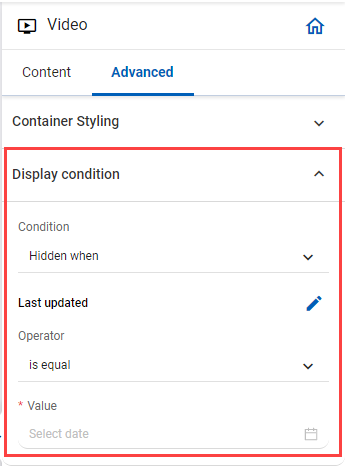 Video
Content Advanced
Container Styling
Display condition
Condition
Hidden when
Last updated
Operator
is equal
* Value
Select date